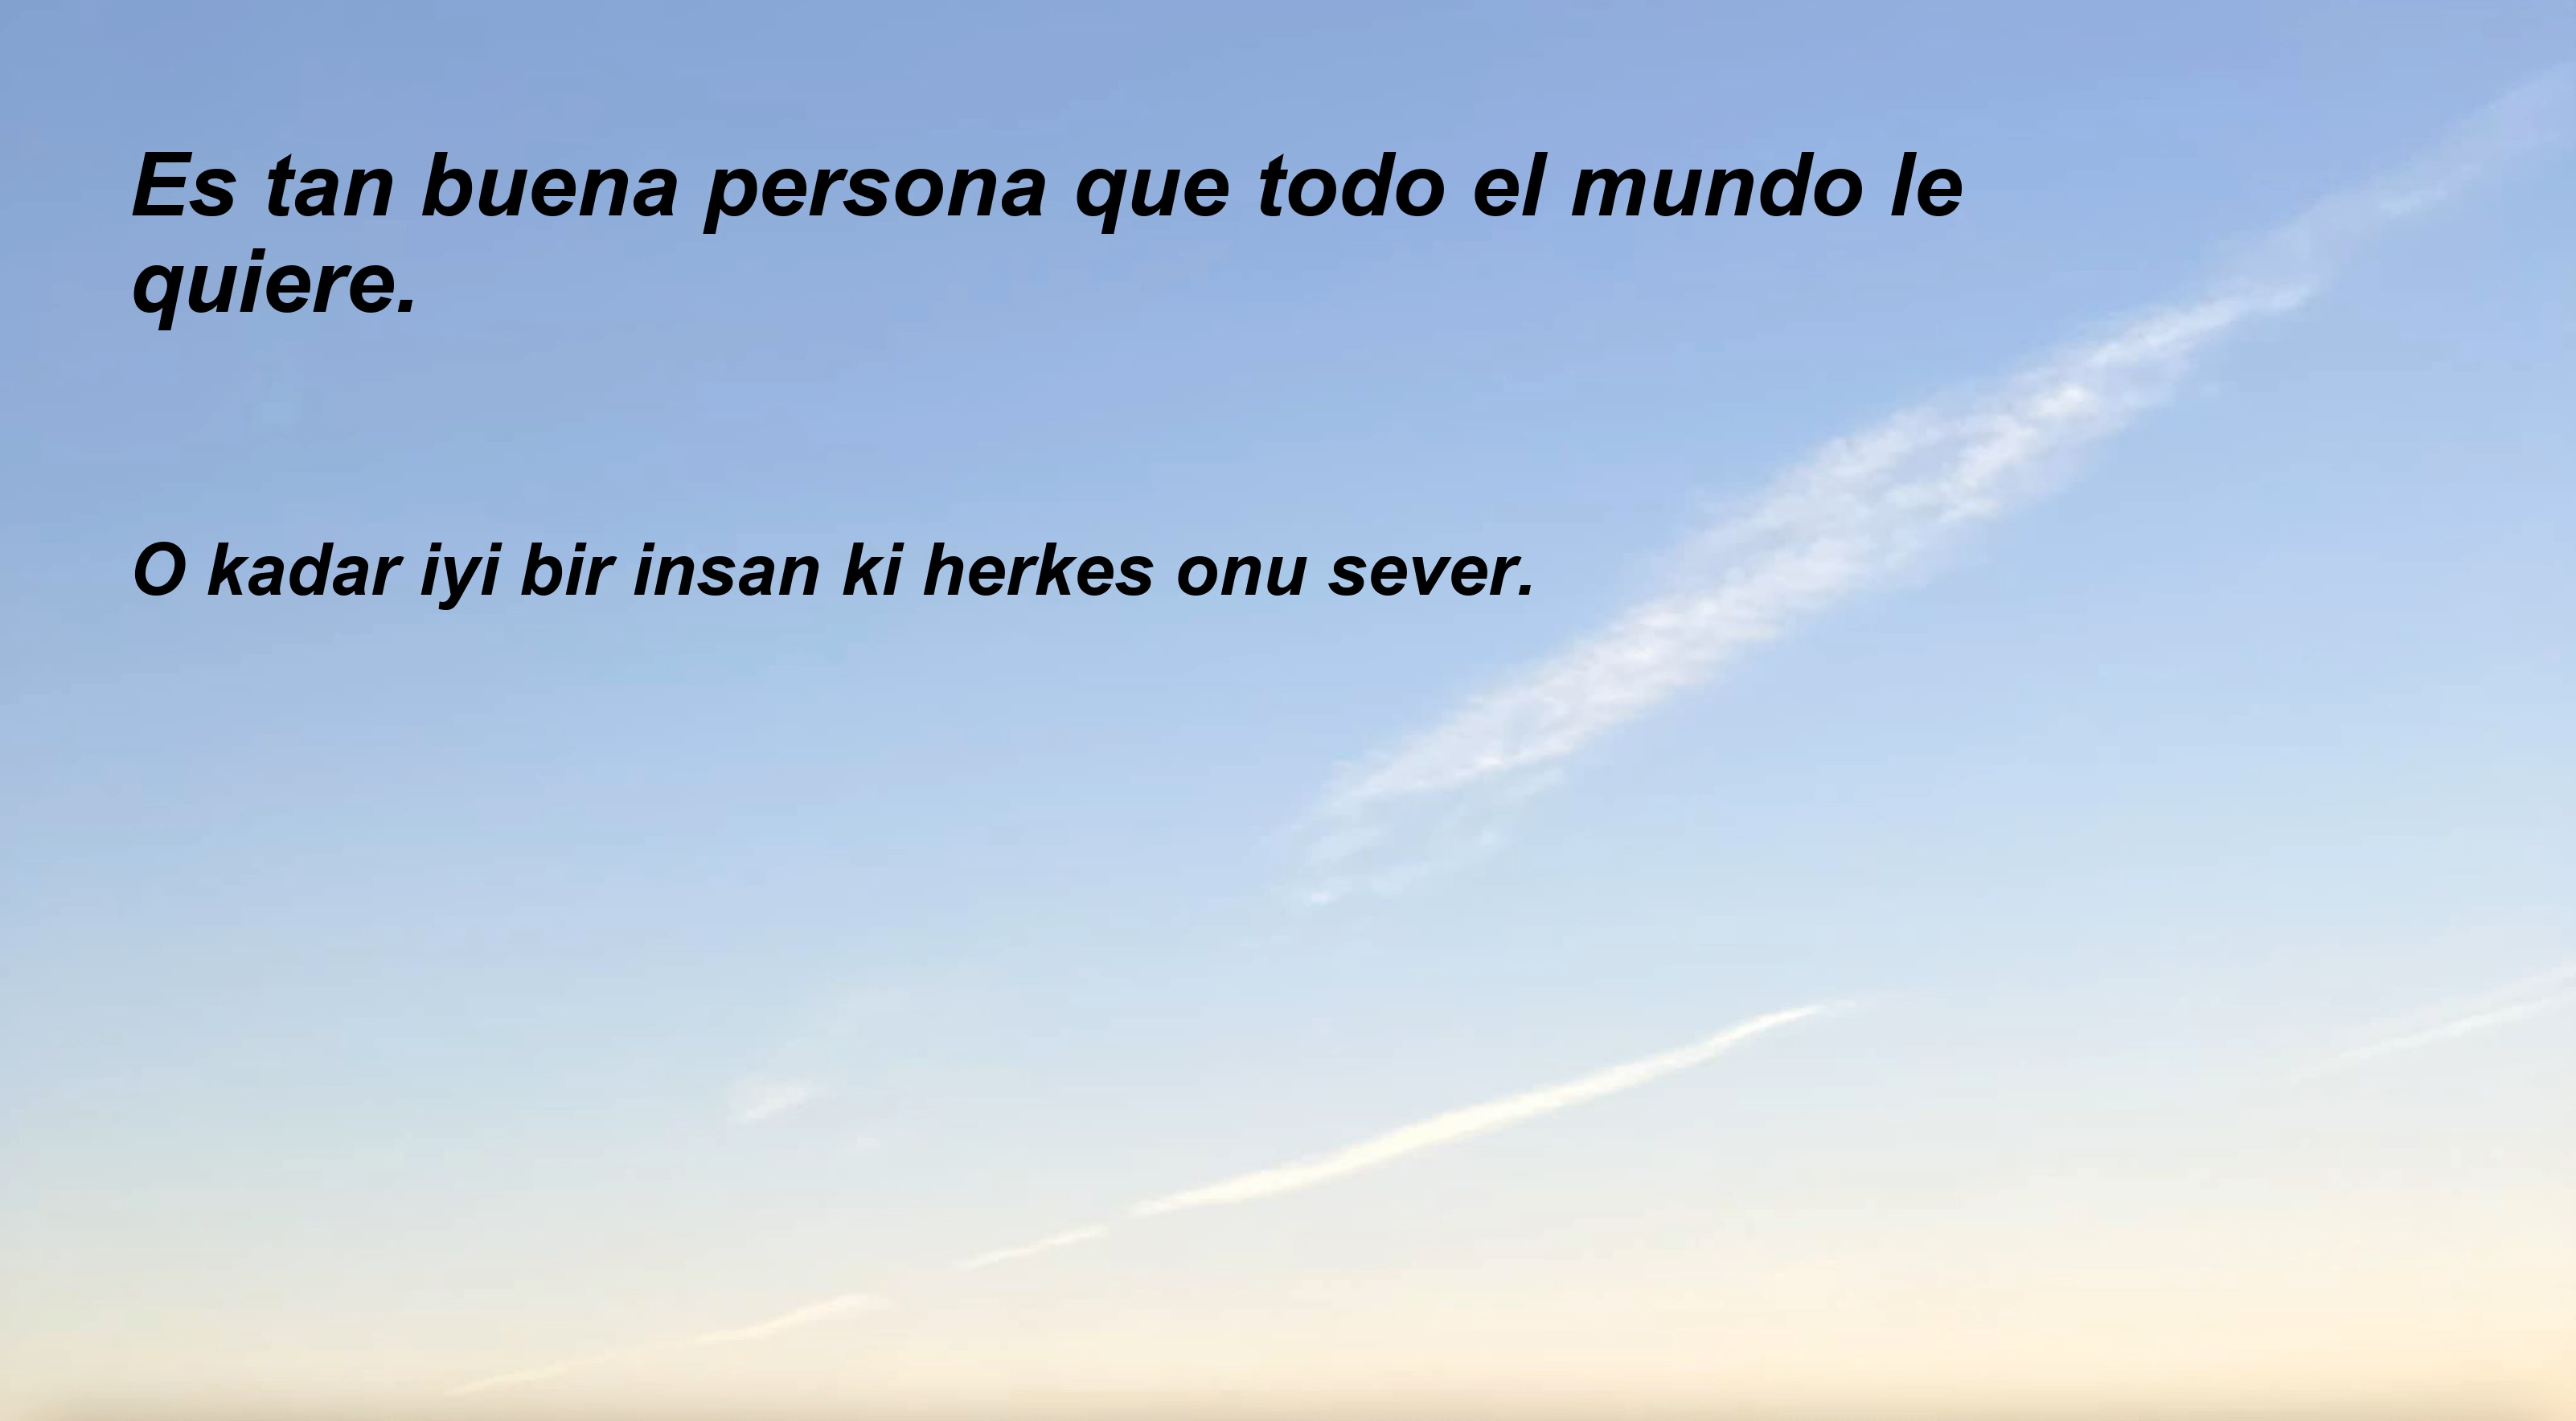 Es tan buena persona que todo el mundo le
quiere.
O kadar iyi bir insan ki herkes onu sever.